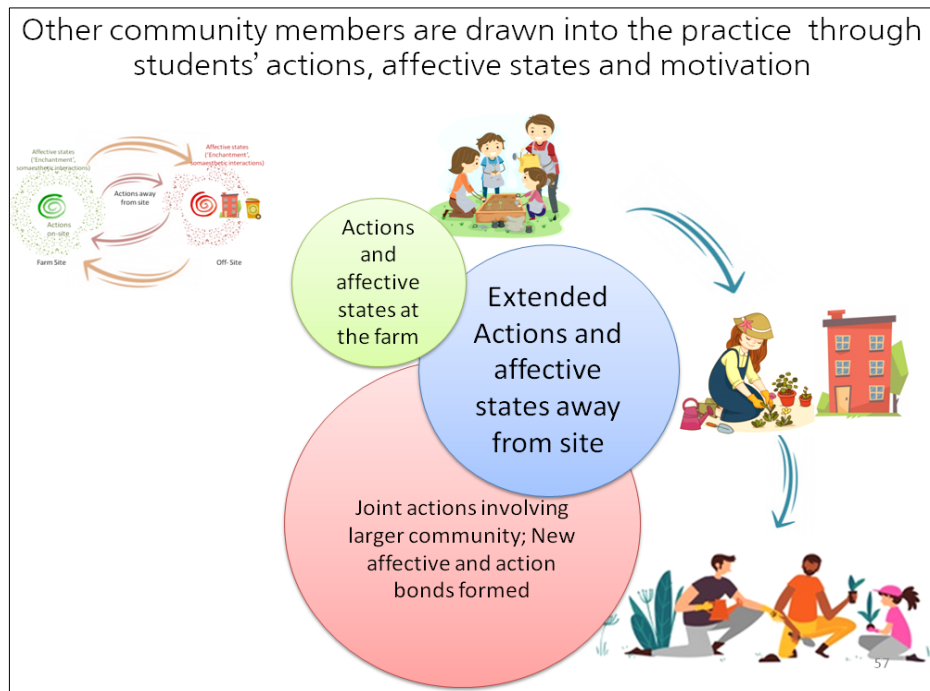 Other community members are drawn into the practice through
students' actions, affective states and motivation
Affective states
('Enchantment',
somaesthetic interactions)
Actions
on-site
Farm Site
Actions away
from site
Affective states
('Enchantment',
somaesthetic interactions)
Off- Site
Actions
and
affective
states at
the farm
Extended
Actions and
affective
states away
from site
Joint actions involving
larger community; New
affective and action
bonds formed
57